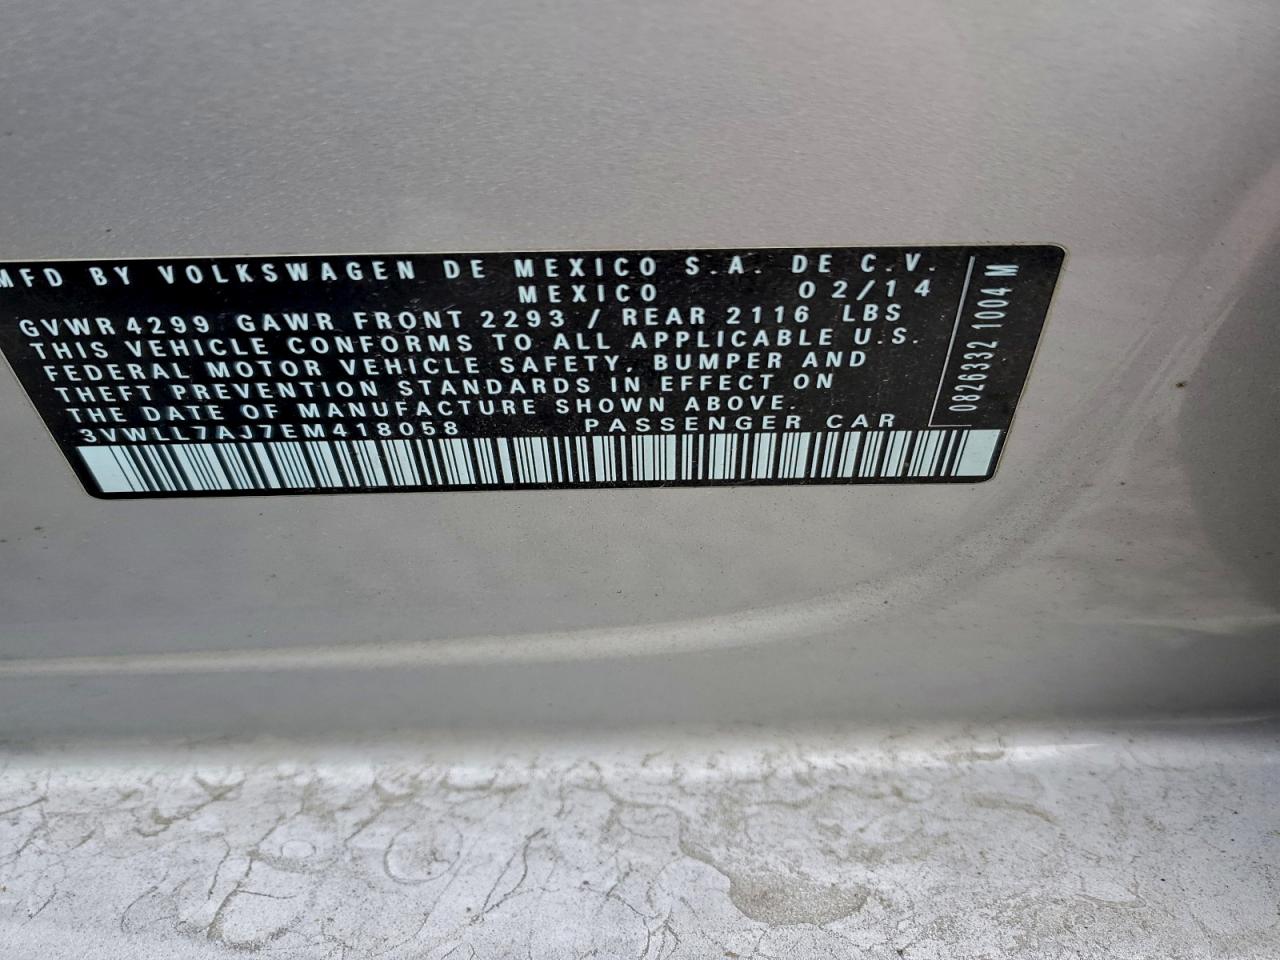 MFD BY VOLKSWAGEN DE MEXICO S.A. DE C.V.
MEXICO 02/14
GVWR 4299 GAWR FRONT 2293 / REAR 2116 LBS
THIS VEHICLE CONFORMS TO ALL APPLICABLE U.S.
FEDERAL MOTOR VEHICLE SAFETY, BUMPER AND
THEFT PREVENTION STANDARDS IN EFFECT ON
THE DATE OF MANUFACTURE SHOWN ABOVE.
3VWLL7AJ7EM418058 PASSENGER CAR
0826332 1004 M